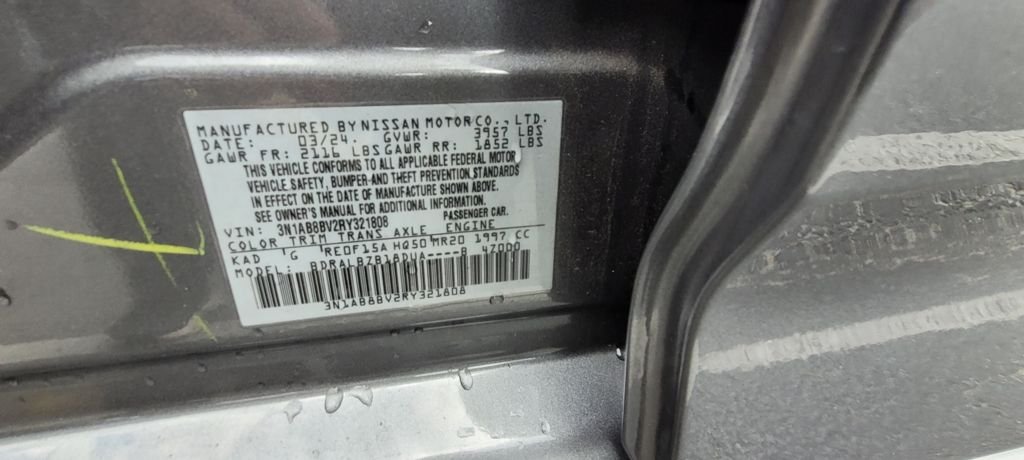 MANUFACTURED BY NISSAN MOTOR CO., LTD.
DATE: 03/24. GVWR: 3957 LBS
GAWR FR: 2116 LBS GAWR RR: 1852 LBS
THIS VEHICLE CONFORMS TO ALL APPLICABLE FEDERAL MOTOR
VEHICLE SAFETY, BUMPER AND THEFT PREVENTION STANDARDS
IN EFFECT ON THE DATE OF MANUFACTURE SHOWN ABOVE.
SEE OWNER'S MANUAL FOR ADDITIONAL INFORMATION.
VIN: 3N1AB8BV2RY321808 PASSENGER CAR.
COLOR TRIM TRANS AXLE ENGINE
KAD G RE0F15A HQ50 MR20 1997 CC
MODEL: BDRALBZB18DUA----B 47000
3N1AB8BV2RY321808